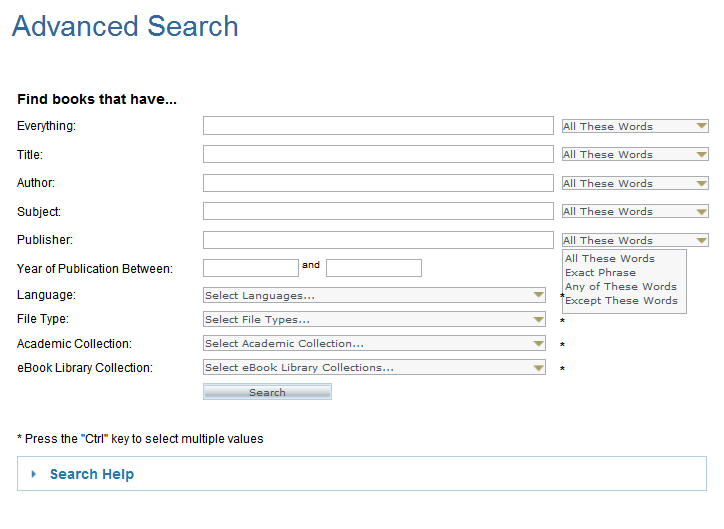 Advanced Search
Find books that have...
Everything: All These Words
Title: All These Words
Author: All These Words
Subject: All These Words
Publisher: All These Words
All These Words
Exact Phrase
Any of These Words
Except These Words
Year of Publication Between: and
Language: Select Languages... *
File Type: Select File Types... *
Academic Collection: Select Academic Collection... *
eBook Library Collection: Select eBook Library Collections... *
Search
* Press the "Ctrl" key to select multiple values
Search Help